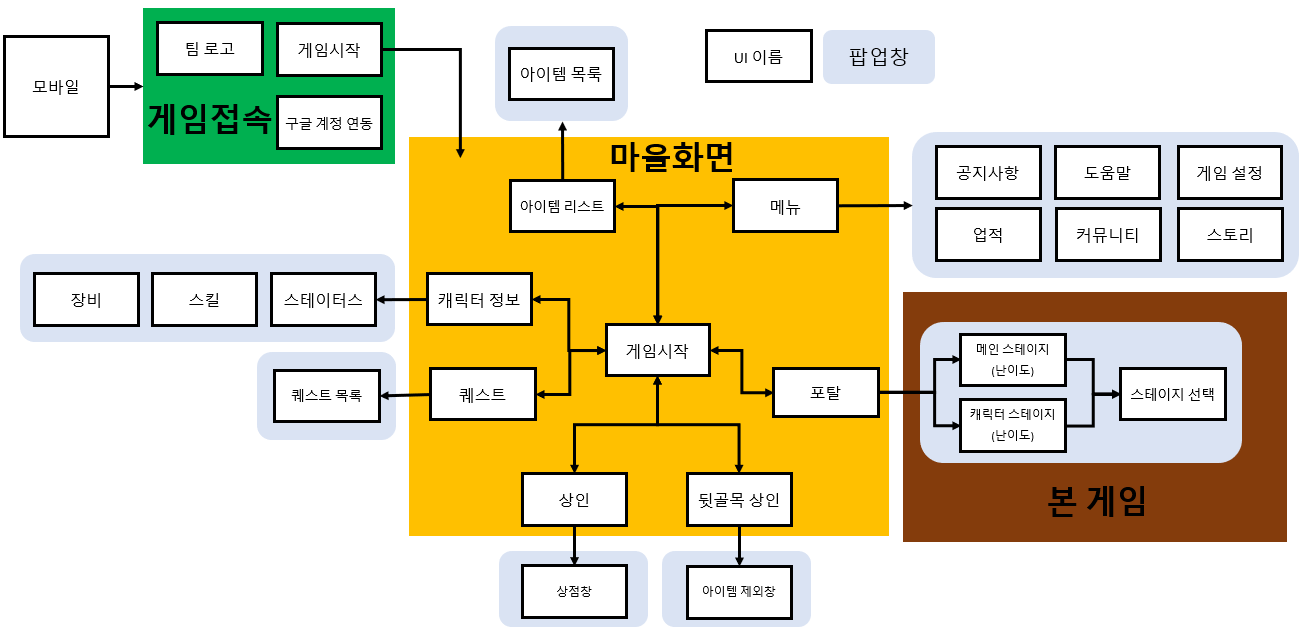 모바일
팀 로고
게임시작
게임접속
구글 계정 연동
아이템 목룩
UI 이름
팝업창
마을화면
아이템 리스트
메뉴
공지사항
도움말
게임 설정
업적
커뮤니티
스토리
장비
스킬
스테이터스
캐릭터 정보
게임시작
퀘스트 목록
퀘스트
포탈
메인 스테이지
(난이도)
캐릭터 스테이지
(난이도)
스테이지 선택
본 게임
상인
뒷골목 상인
상점창
아이템 제외창